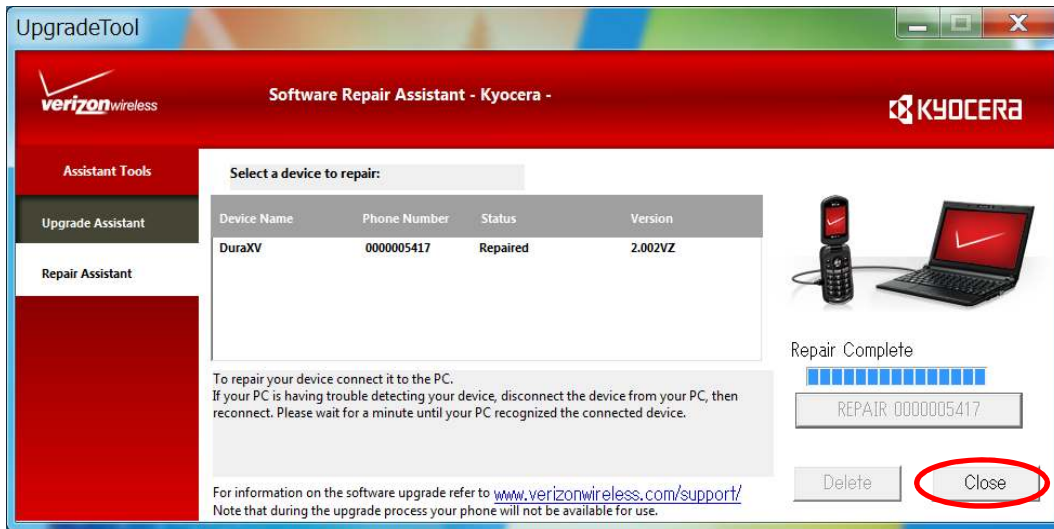 UpgradeTool
verizonwireless
Software Repair Assistant - Kyocera -
KYOCERA
Assistant Tools
Upgrade Assistant
Repair Assistant
Select a device to repair:
Device Name Phone Number Status Version
DuraXV 0000005417 Repaired 2.002VZ
To repair your device connect it to the PC.
If your PC is having trouble detecting your device, disconnect the device from your PC, then
reconnect. Please wait for a minute until your PC recognized the connected device.
For information on the software upgrade refer to www.verizonwireless.com/support/
Note that during the upgrade process your phone will not be available for use.
Repair Complete
REPAIR 0000005417
Delete
Close